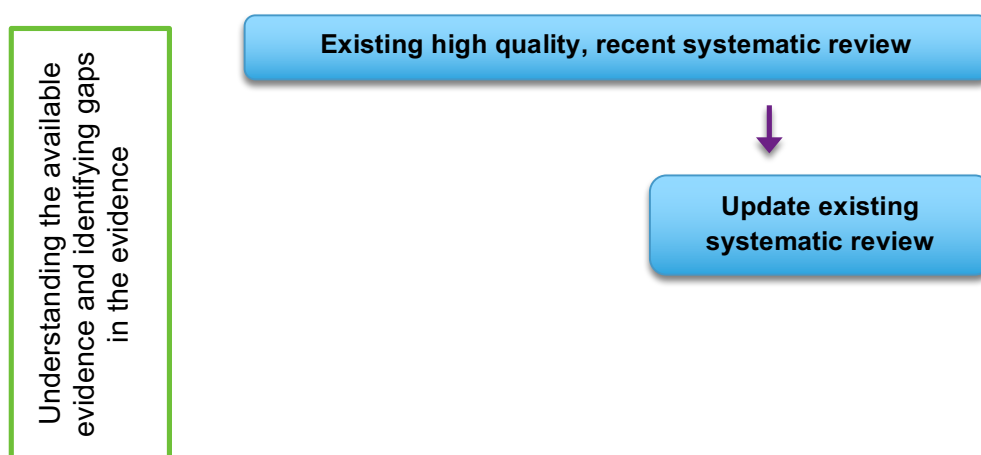 Understanding the available
evidence and identifying gaps
in the evidence
Existing high quality, recent systematic review
Update existing
systematic review